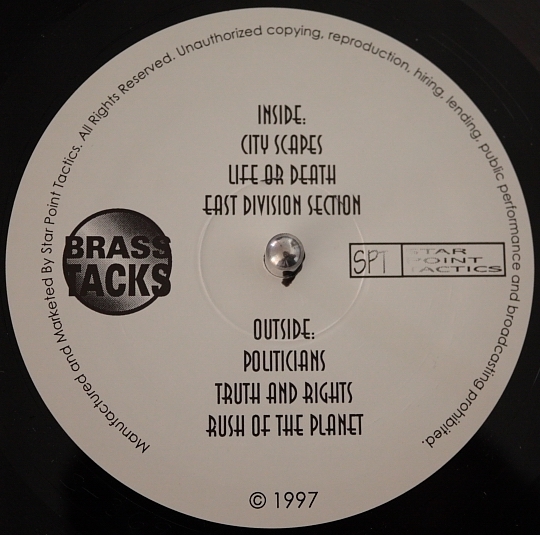 Manufactured and Marketed By Star Point Tactics. All Rights Reserved. Unauthorized copying, reproduction, hiring, lending, public performance and broadcasting prohibited.
INSIDE:
CITY SCAPES
LIFE OR DEATH
EAST DIVISION SECTION
BRASS
TACKS
SPT
STAR
POINT
TACTICS
OUTSIDE:
POLITICIANS
TRUTH AND RIGHTS
RUSH OF THE PLANET
© 1997